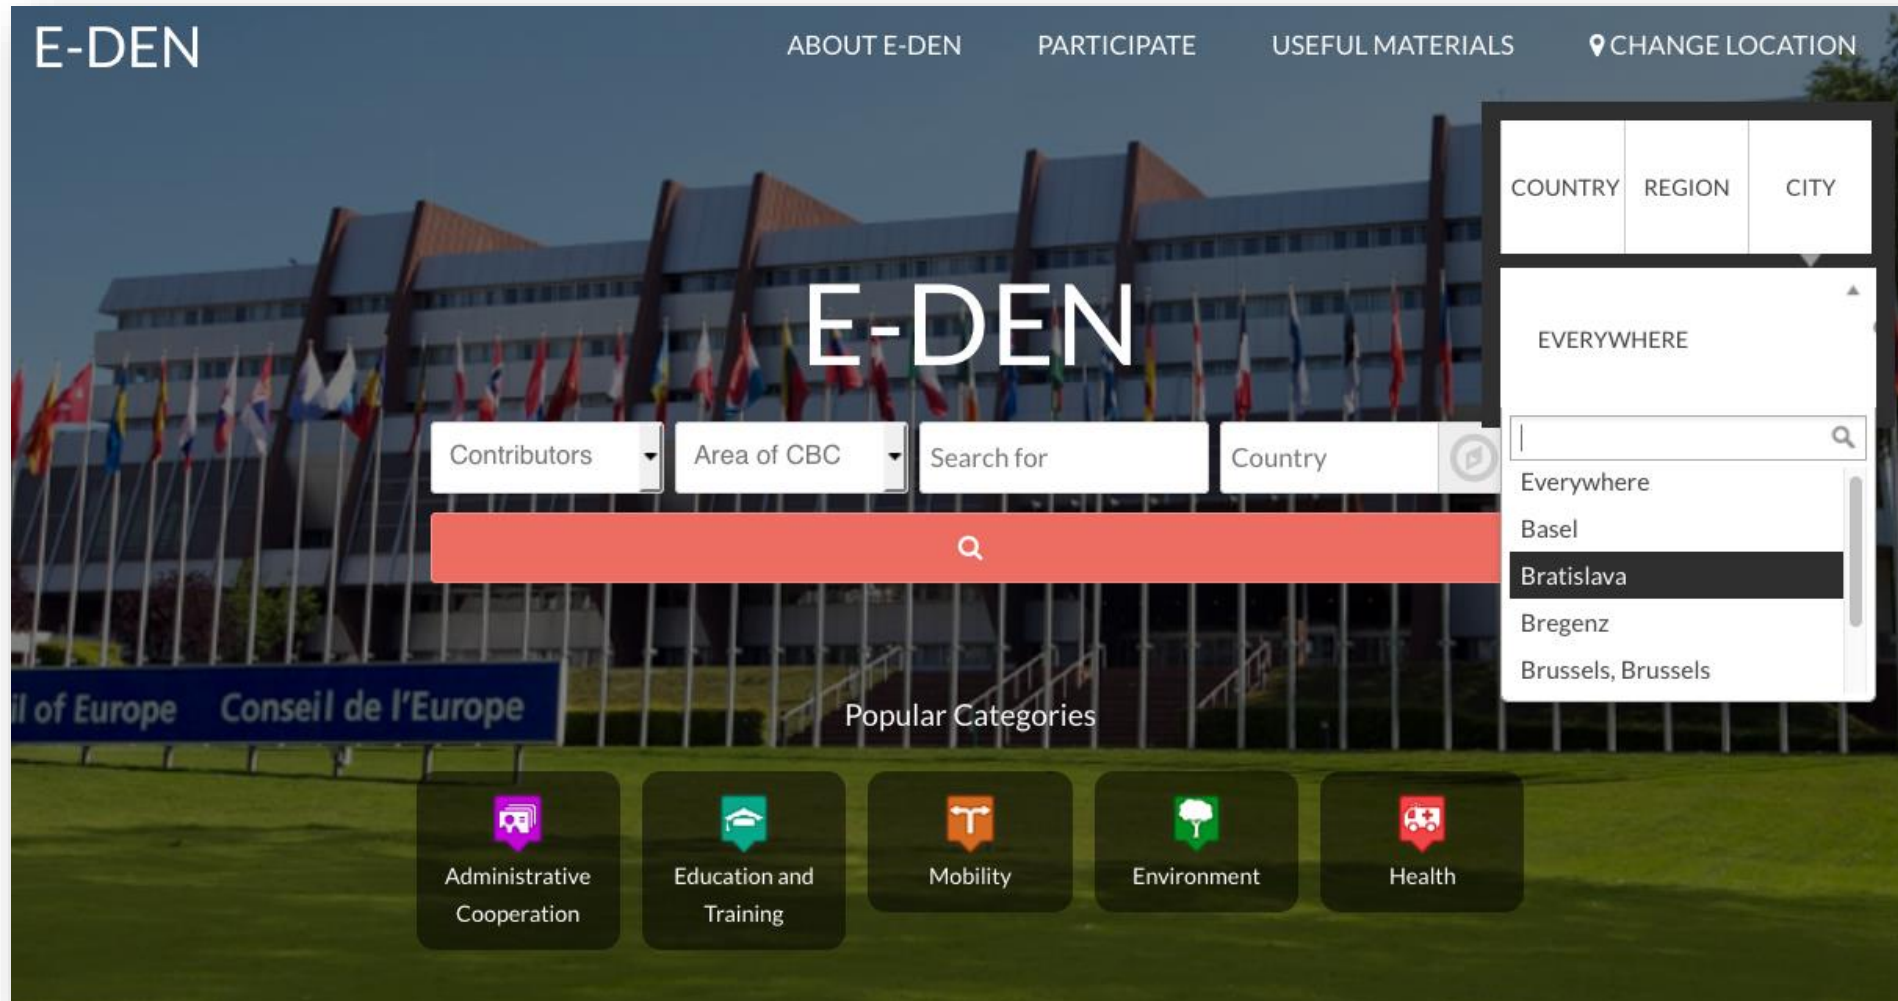 E-DEN
ABOUT E-DEN
PARTICIPATE
USEFUL MATERIALS
CHANGE LOCATION
COUNTRY
REGION
CITY
E-DEN
EVERYWHERE
Contributors
Area of CBC
Search for
Country
Everywhere
Basel
Bratislava
Bregenz
Brussels, Brussels
il of Europe Conseil de l'Europe
Popular Categories
Administrative
Cooperation
Education and
Training
Mobility
Environment
Health